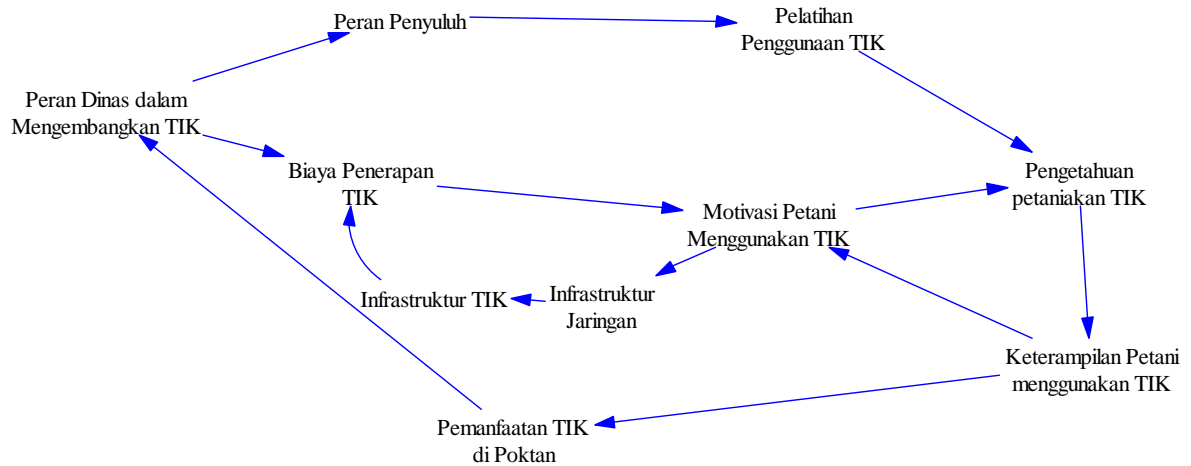 Peran Penyuluh
Pelatihan
Penggunaan TIK
Peran Dinas dalam
Mengembangkan TIK
Biaya Penerapan
TIK
Pengetahuan
petaniakan TIK
Motivasi Petani
Menggunakan TIK
Infrastruktur TIK
Infrastruktur
Jaringan
Keterampilan Petani
menggunakan TIK
Pemanfaatan TIK
di Poktan